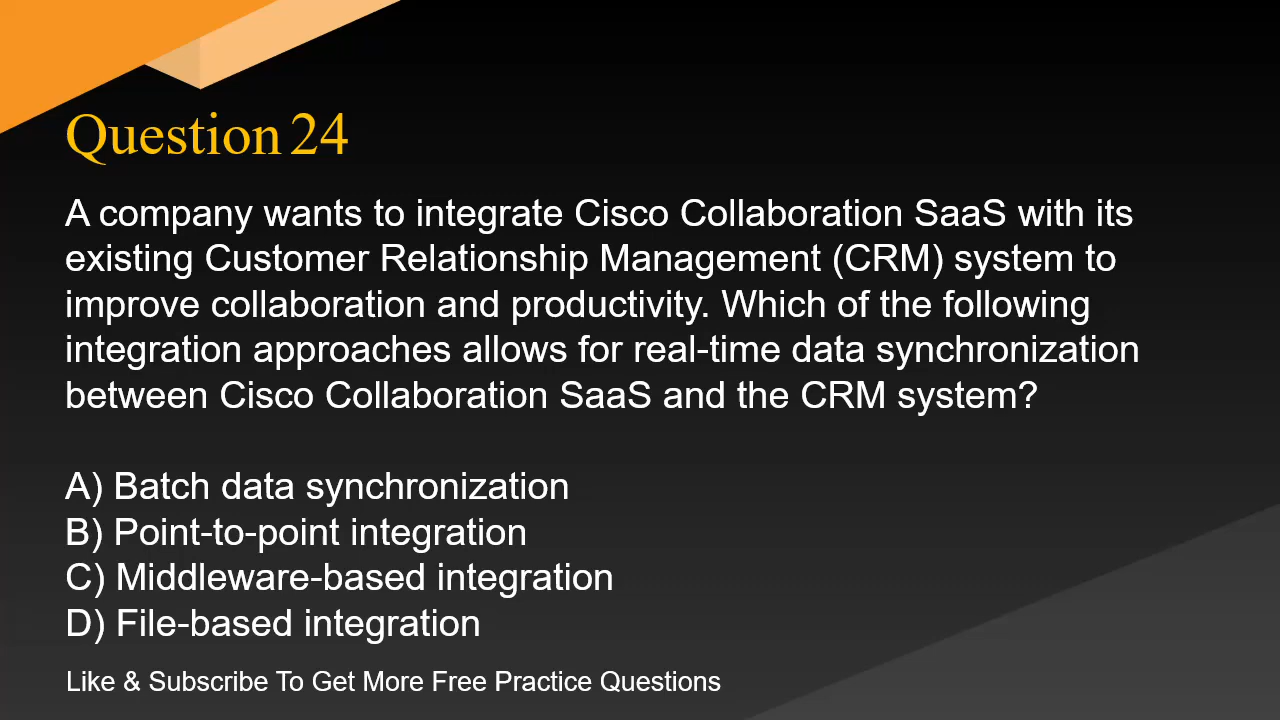 Question 24
A company wants to integrate Cisco Collaboration SaaS with its
existing Customer Relationship Management (CRM) system to
improve collaboration and productivity. Which of the following
integration approaches allows for real-time data synchronization
between Cisco Collaboration SaaS and the CRM system?
A) Batch data synchronization
B) Point-to-point integration
C) Middleware-based integration
D) File-based integration
Like & Subscribe To Get More Free Practice Questions